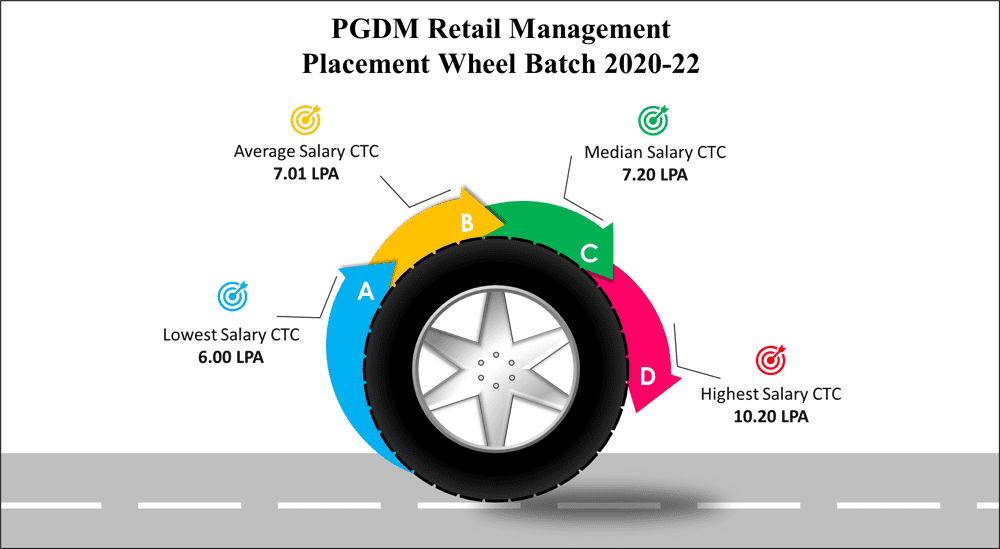 PGDM Retail Management
Placement Wheel Batch 2020-22
Average Salary CTC
7.01 LPA
Median Salary CTC
7.20 LPA
B
C
A
Lowest Salary CTC
6.00 LPA
D
Highest Salary CTC
10.20 LPA